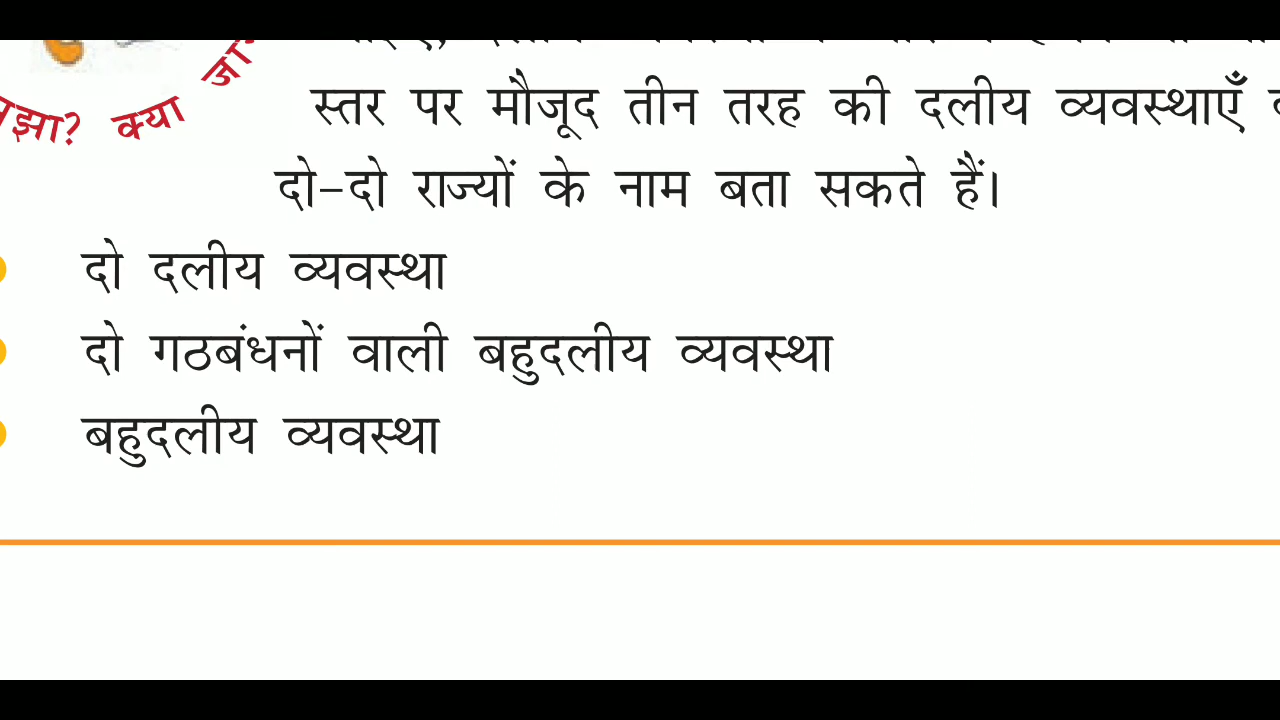 झा? क्या
स्तर पर मौजूद तीन तरह की दलीय व्यवस्थाएँ
दो-दो राज्यों के नाम बता सकते हैं।
दो दलीय व्यवस्था
दो गठबंधनों वाली बहुदलीय व्यवस्था
बहुदलीय व्यवस्था